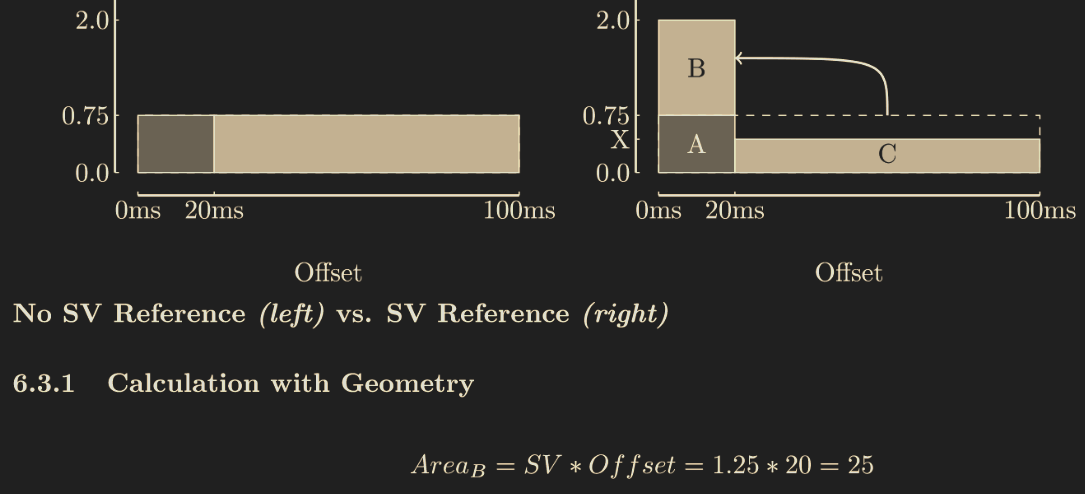 2.0
0.75
0.0
0ms 20ms 100ms
Offset
2.0
0.75
X
0.0
B
A
C
0ms 20ms 100ms
Offset
No SV Reference (left) vs. SV Reference (right)
6.3.1 Calculation with Geometry
Area_B = SV * Offset = 1.25 * 20 = 25